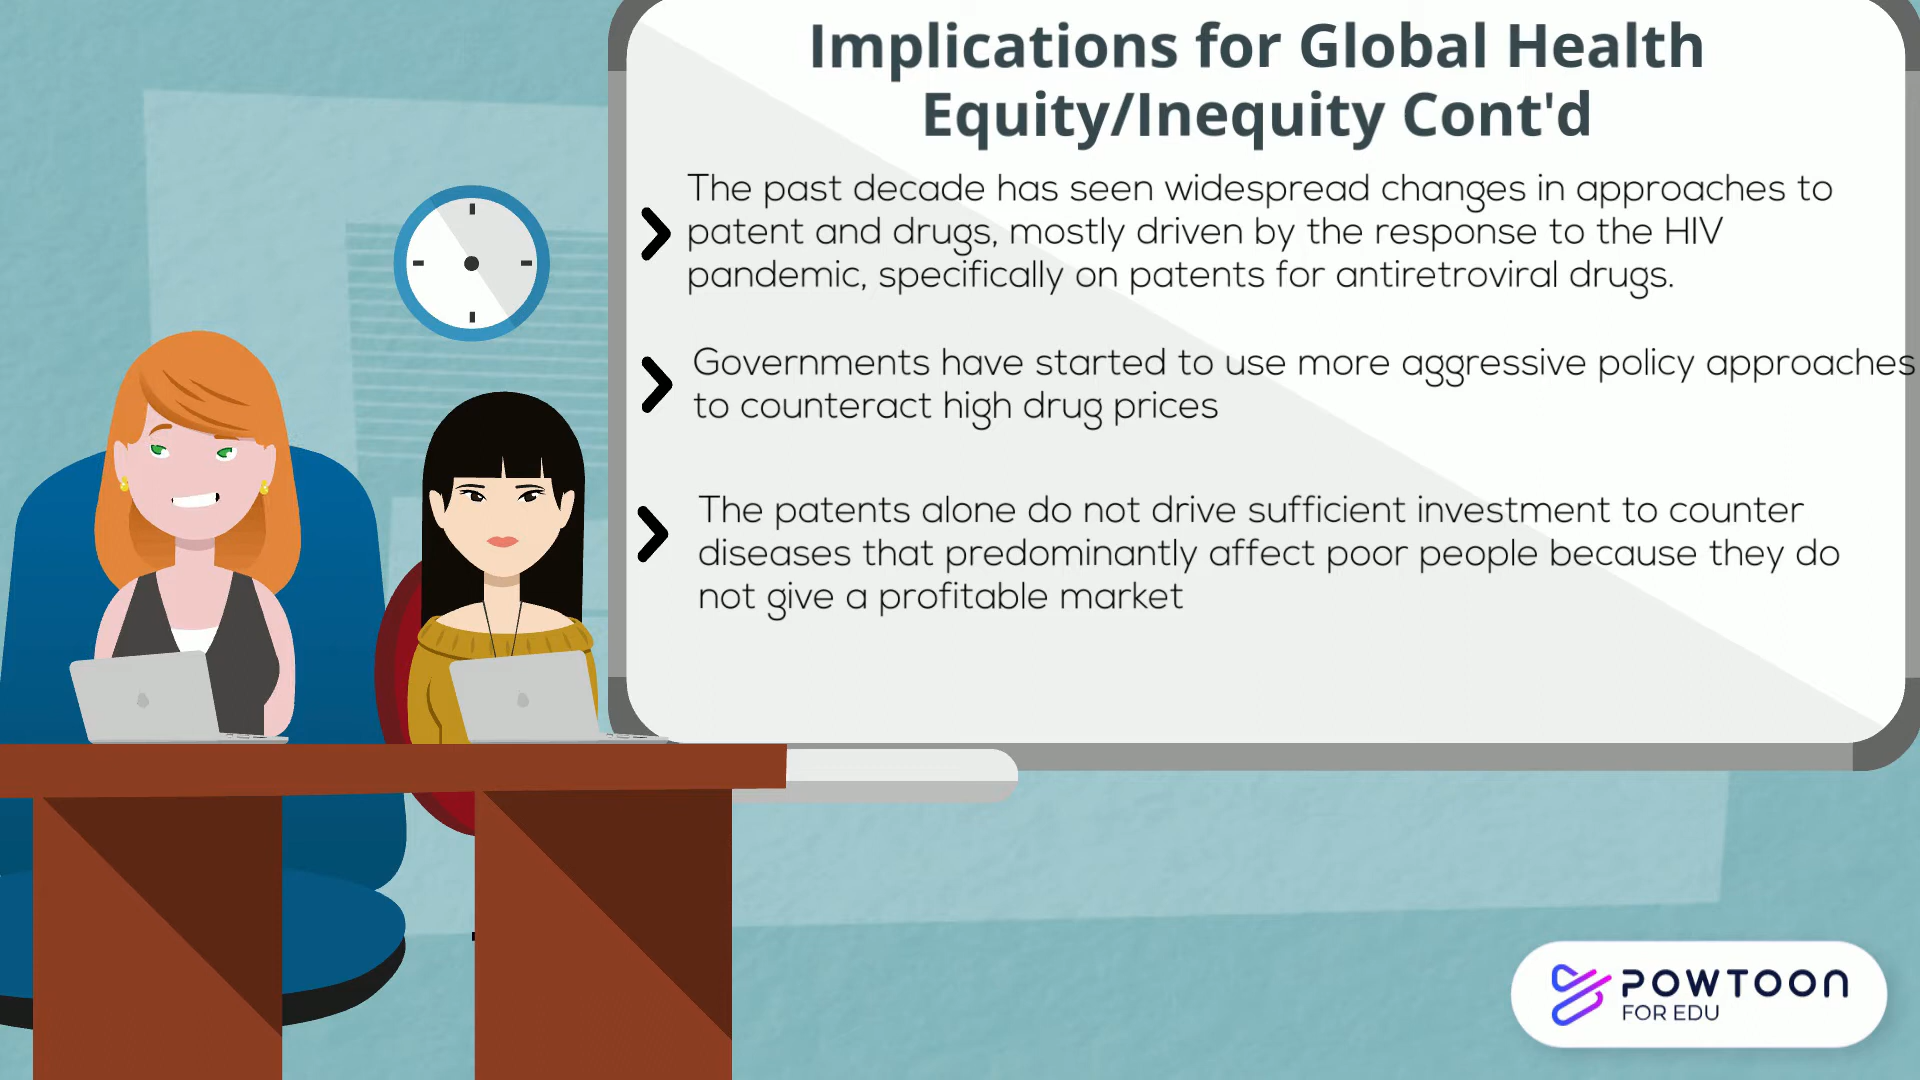 Implications for Global Health
Equity/Inequity Cont'd
The past decade has seen widespread changes in approaches to
patent and drugs, mostly driven by the response to the HIV
pandemic, specifically on patents for antiretroviral drugs.
Governments have started to use more aggressive policy approaches
to counteract high drug prices
The patents alone do not drive sufficient investment to counter
diseases that predominantly affect poor people because they do
not give a profitable market
POWTOON
FOR EDU